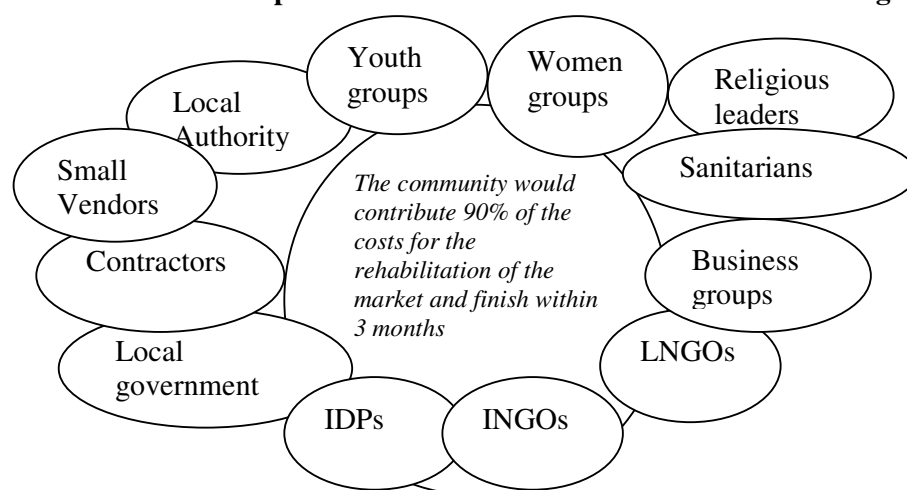 Youth
groups
Women
groups
Religious
leaders
Local
Authority
Sanitarians
Small
Vendors
The community would
contribute 90% of the
costs for the
rehabilitation of the
market and finish within
3 months
Contractors
Business
groups
Local
government
LNGOs
IDPs
INGOs